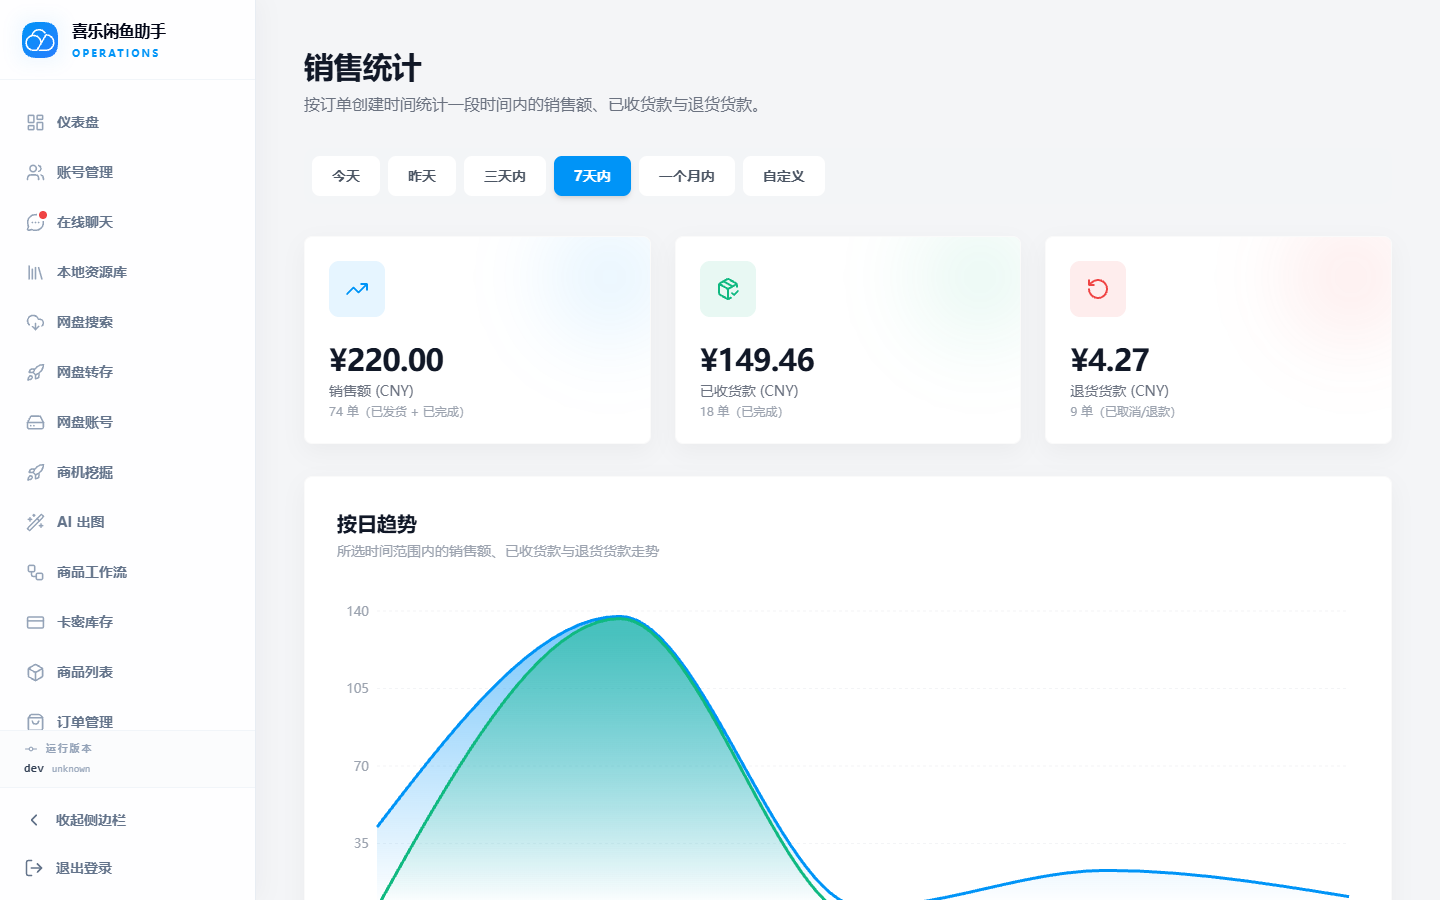 喜乐闲鱼助手
OPERATIONS
仪表盘
账号管理
在线聊天
本地资源库
网盘搜索
网盘转存
网盘账号
商机挖掘
AI 出图
商品工作流
卡密库存
商品列表
订单管理
运行版本
dev unknown
收起侧边栏
退出登录
销售统计
按订单创建时间统计一段时间内的销售额、已收货款与退货货款。
今天
昨天
三天内
7天内
一个月内
自定义
¥220.00
销售额 (CNY)
74 单（已发货 + 已完成）
¥149.46
已收货款 (CNY)
18 单（已完成）
¥4.27
退货货款 (CNY)
9 单（已取消/退款）
按日趋势
所选时间范围内的销售额、已收货款与退货货款走势
140
105
70
35